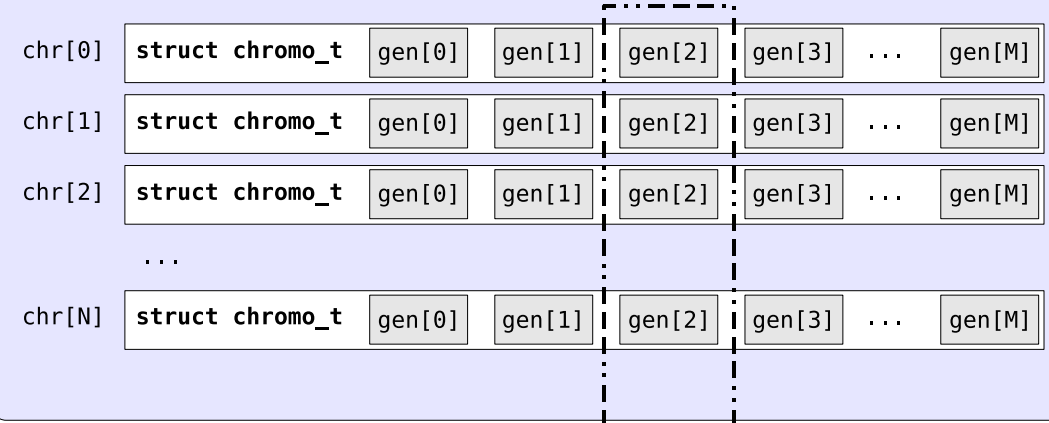 chr[0] struct chromo_t gen[0] gen[1] gen[2] gen[3] ... gen[M]
chr[1] struct chromo_t gen[0] gen[1] gen[2] gen[3] ... gen[M]
chr[2] struct chromo_t gen[0] gen[1] gen[2] gen[3] ... gen[M]
...
chr[N] struct chromo_t gen[0] gen[1] gen[2] gen[3] ... gen[M]